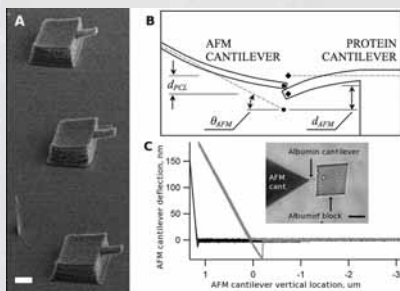 A
B
AFM
CANTILEVER
PROTEIN
CANTILEVER
d_PCL
θ_AFM
d_AFM
C
AFM cantilever deflection, nm
150
100
50
0
Albumin cantilever
AFM
cant.
Albumin block
1 0 -1 -2 -3
AFM cantilever vertical location, um